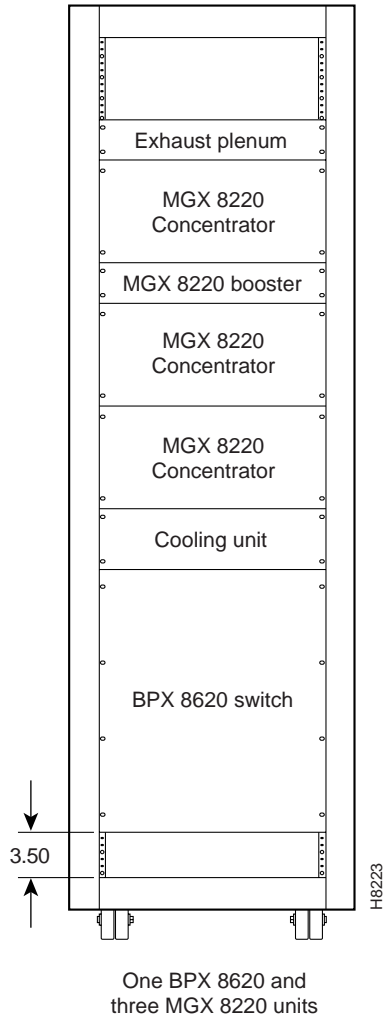 Exhaust plenum
MGX 8220
Concentrator
MGX 8220 booster
MGX 8220
Concentrator
MGX 8220
Concentrator
Cooling unit
BPX 8620 switch
3.50
H8223
One BPX 8620 and
three MGX 8220 units